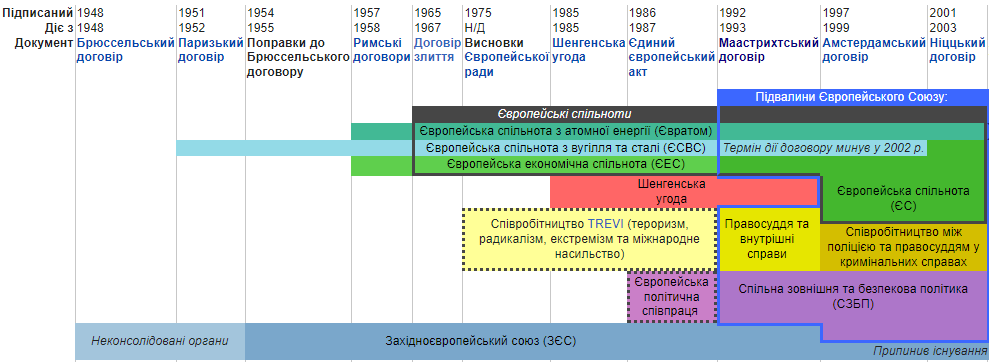 Підписаний 1948 1951 1954 1957 1965 1975 1985 1986 1992 1997 2001
Діє з 1948 1952 1955 1958 1967 Н/Д 1985 1987 1993 1999 2003
Документ Брюссельський Паризький Поправки до Римські Договір Висновки Шенгенська Єдиний Маастрихтський Амстердамський Ніццький
договір договір Брюссельського договори злиття Європейської угода європейський договір договір договір
договору ради акт
Підвалини Європейського Союзу:
Європейські спільноти
Європейська спільнота з атомної енергії (Євратом)
Європейська спільнота з вугілля та сталі (ЄСВС) Термін дії договору минув у 2002 р.
Європейська економічна спільнота (ЄЕС)
Шенгенська
угода
Європейська спільнота
(ЄС)
Співробітництво TREVI (тероризм,
радикалізм, екстремізм та міжнародне
насильство)
Правосуддя та
внутрішні
справи
Співробітництво між
поліцією та правосуддям у
кримінальних справах
Європейська
політична
співпраця
Спільна зовнішня та безпекова політика
(СЗБП)
Неконсолідовані органи Західноєвропейський союз (ЗЄС)
Припинив існування